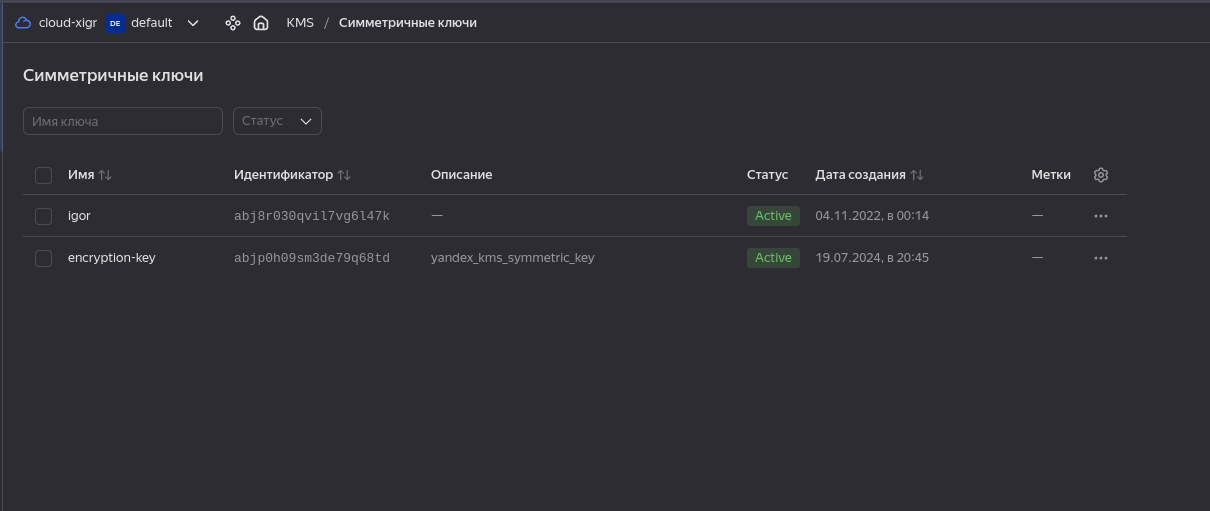 cloud-xigr DE default KMS / Симметричные ключи
Симметричные ключи
Имя ключа Статус
Имя Идентификатор Описание Статус Дата создания Метки
igor abj8r030qvil7vg6l47k — Active 04.11.2022, в 00:14 —
encryption-key abjp0h09sm3de79q68td yandex_kms_symmetric_key Active 19.07.2024, в 20:45 —